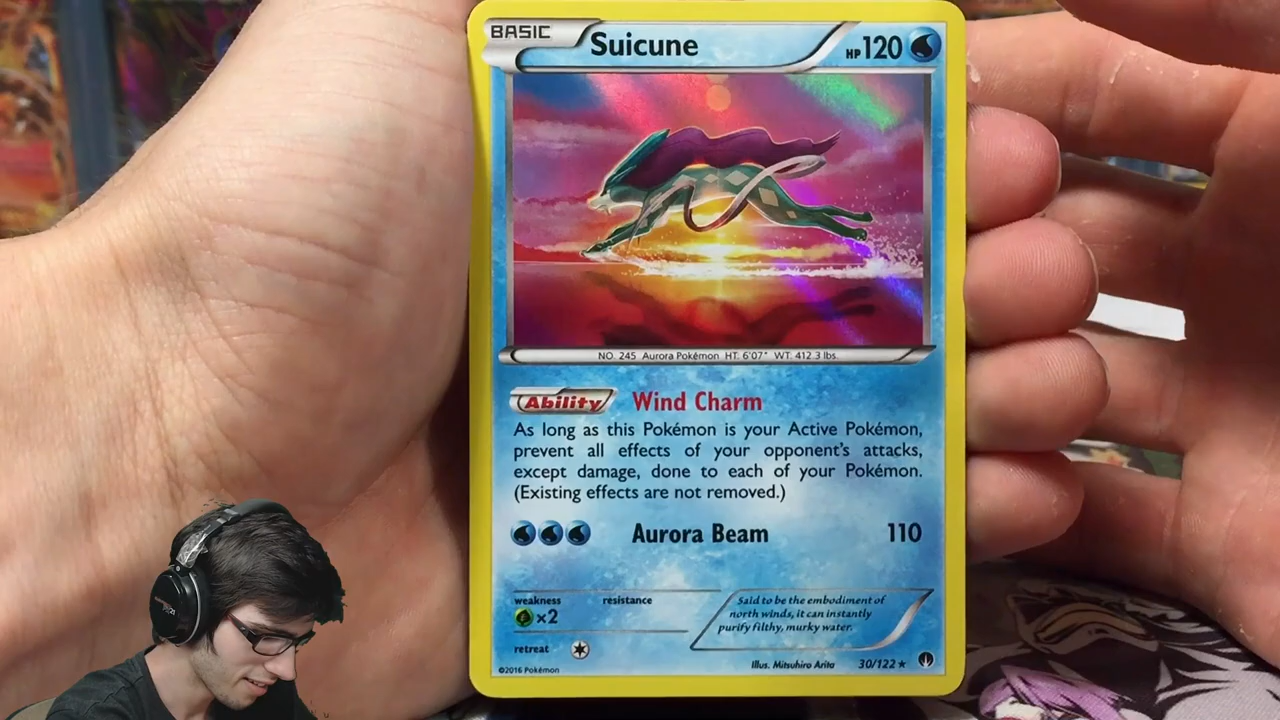 BASIC Suicune HP 120
NO. 245 Aurora Pokémon HT: 6'07" WT: 412.3 lbs.
Ability Wind Charm
As long as this Pokémon is your Active Pokémon,
prevent all effects of your opponent's attacks,
except damage, done to each of your Pokémon.
(Existing effects are not removed.)
Aurora Beam 110
weakness resistance
×2
Said to be the embodiment of
north winds, it can instantly
purify filthy, murky water.
retreat
©2016 Pokémon Illus. Mitsuhiro Arita 30/122